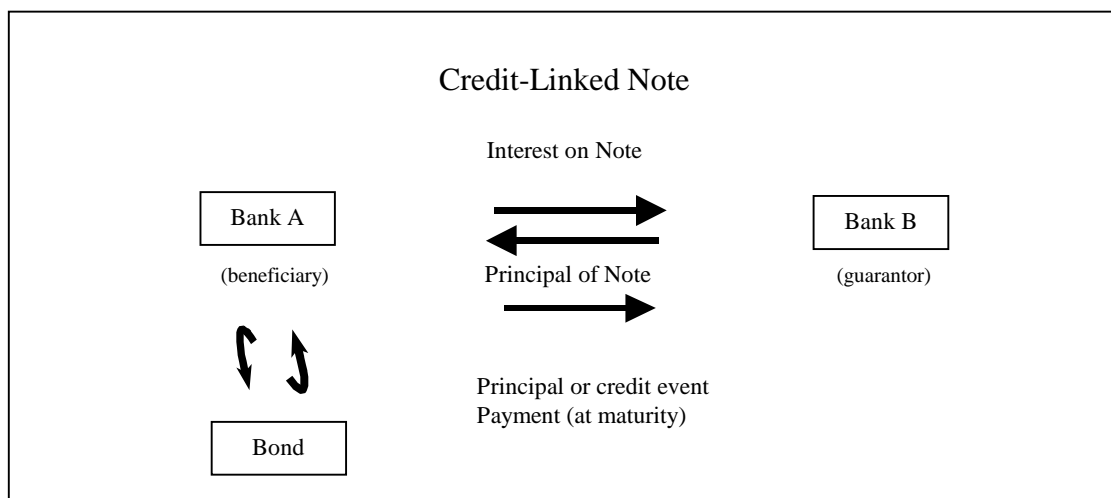 Credit-Linked Note
Interest on Note
Bank A
Bank B
(beneficiary)
Principal of Note
(guarantor)
Principal or credit event
Payment (at maturity)
Bond